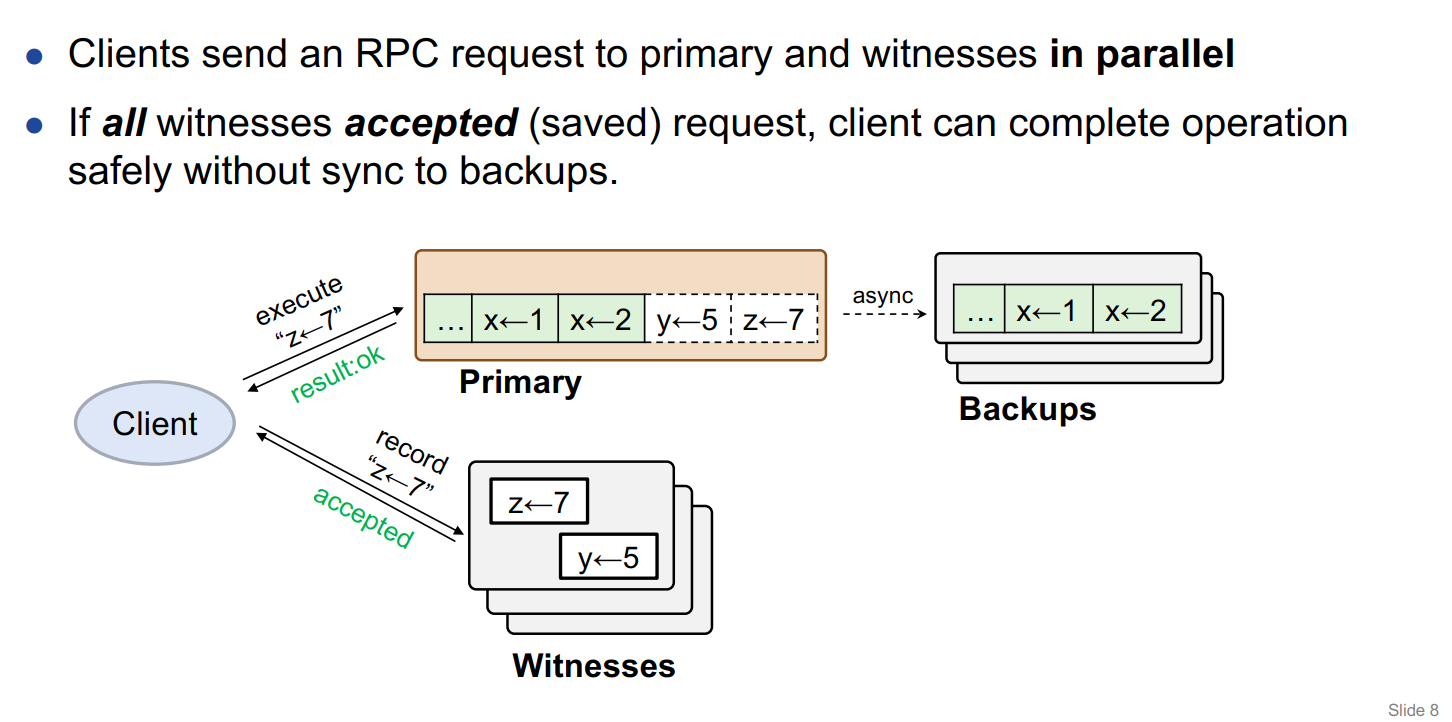 Clients send an RPC request to primary and witnesses in parallel
If all witnesses accepted (saved) request, client can complete operation
safely without sync to backups.
execute
“z←7”
result:ok
… x←1 x←2 y←5 z←7
Primary
async
… x←1 x←2
Backups
Client
record
“z←7”
accepted
z←7
y←5
Witnesses
Slide 8